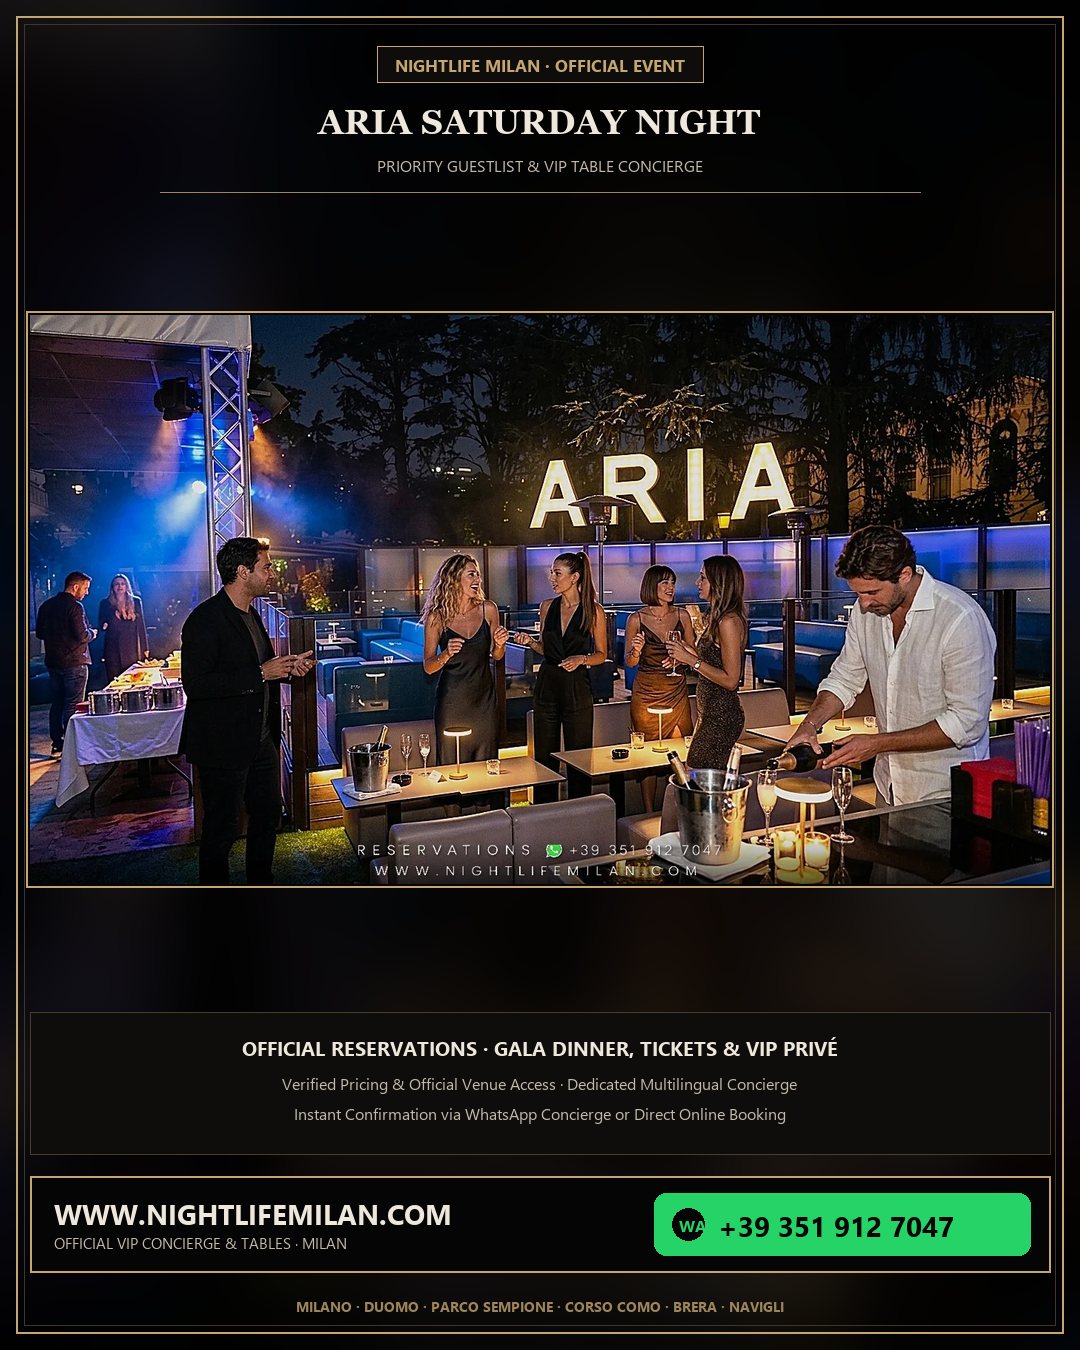 NIGHTLIFE MILAN · OFFICIAL EVENT
ARIA SATURDAY NIGHT
PRIORITY GUESTLIST & VIP TABLE CONCIERGE
ARIA
RESERVATIONS +39 351 912 7047
WWW.NIGHTLIFEMILAN.COM
OFFICIAL RESERVATIONS · GALA DINNER, TICKETS & VIP PRIVÉ
Verified Pricing & Official Venue Access · Dedicated Multilingual Concierge
Instant Confirmation via WhatsApp Concierge or Direct Online Booking
WWW.NIGHTLIFEMILAN.COM
OFFICIAL VIP CONCIERGE & TABLES · MILAN
WA +39 351 912 7047
MILANO · DUOMO · PARCO SEMPIONE · CORSO COMO · BRERA · NAVIGLI